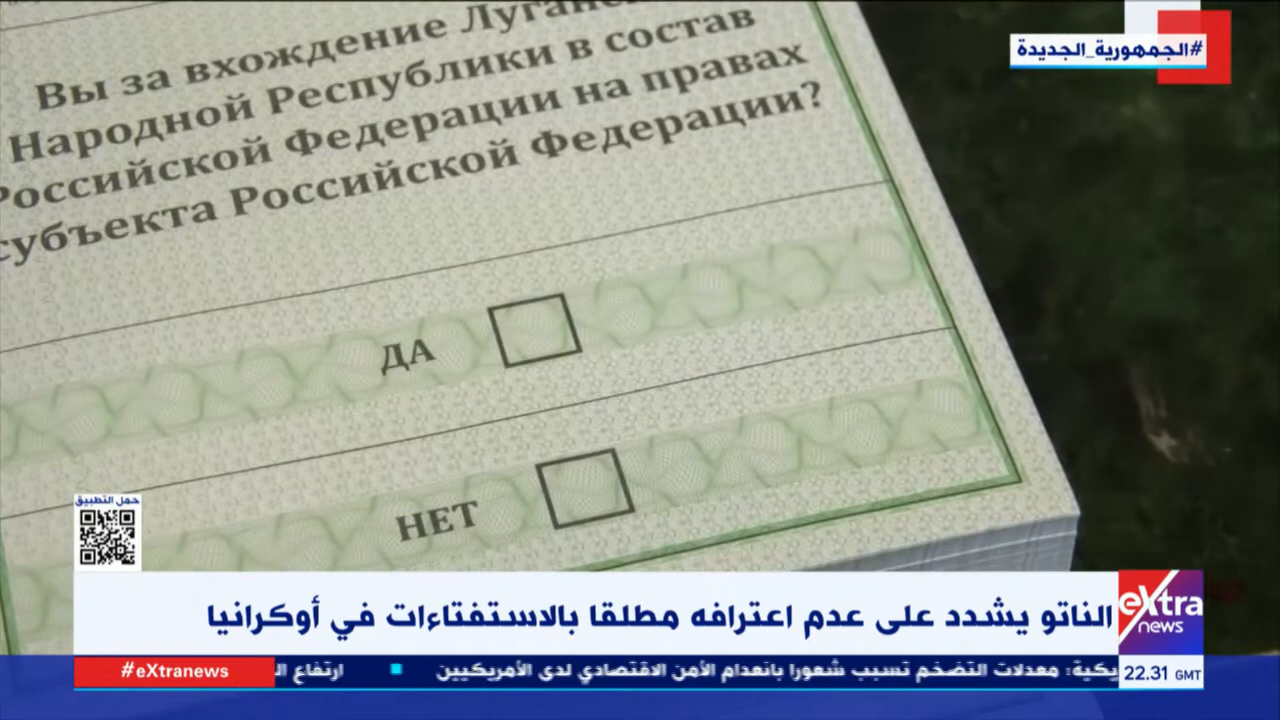 #الجمهورية_الجديدة
Вы за вхождение
Народной Республики в состав
Российской Федерации на правах
субъекта Российской Федерации?
ДА
НЕТ
حمل التطبيق
الناتو يشدد على عدم اعترافه مطلقا بالاستفتاءات في أوكرانيا
eXtra
news
معدلات التضخم تسبب شعورا بانعدام الأمن الاقتصادي لدى الأمريكيين ■ ارتفاع
#eXtranews
22.31 GMT